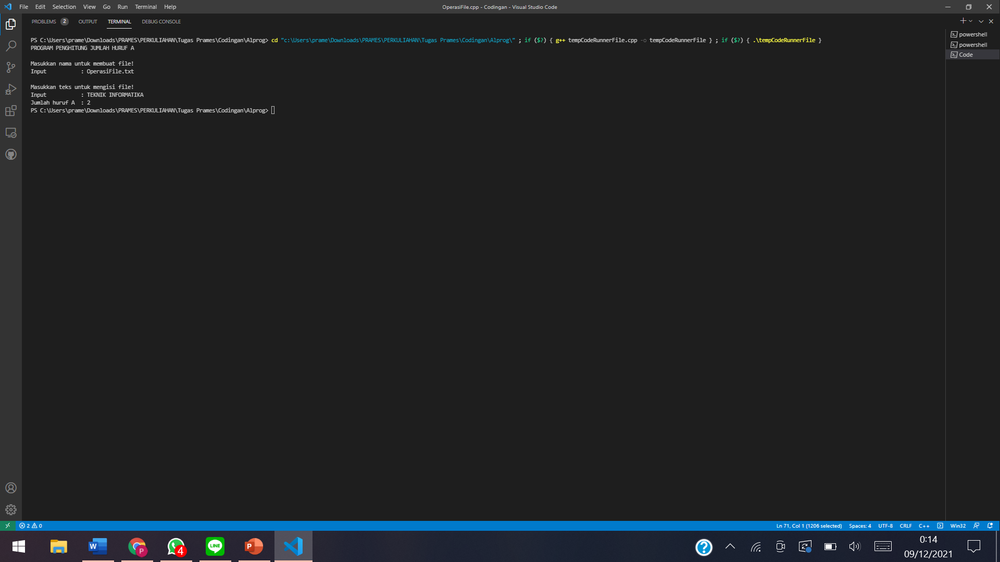 File Edit Selection View Go Run Terminal Help
OperasiFile.cpp - Codingan - Visual Studio Code
PROBLEMS 2 OUTPUT TERMINAL DEBUG CONSOLE
PS C:\Users\prame\Downloads\PRAMES\PERKULIAHAN\Tugas Prames\Codingan\Alprog> cd "c:\Users\prame\Downloads\PRAMES\PERKULIAHAN\Tugas Prames\Codingan\Alprog\" ; if ($?) { g++ tempCodeRunnerFile.cpp -o tempCodeRunnerFile } ; if ($?) { .\tempCodeRunnerFile }
PROGRAM PENGHITUNG JUMLAH HURUF A
Masukkan nama untuk membuat file!
Input : OperasiFile.txt
Masukkan teks untuk mengisi file!
Input : TEKNIK INFORMATIKA
Jumlah huruf A : 2
PS C:\Users\prame\Downloads\PRAMES\PERKULIAHAN\Tugas Prames\Codingan\Alprog>
powershell
powershell
Code
2 0
Ln 71, Col 1 (1206 selected) Spaces: 4 UTF-8 CRLF C++ Win32
W
P
4
LINE
P
?
0:14
09/12/2021